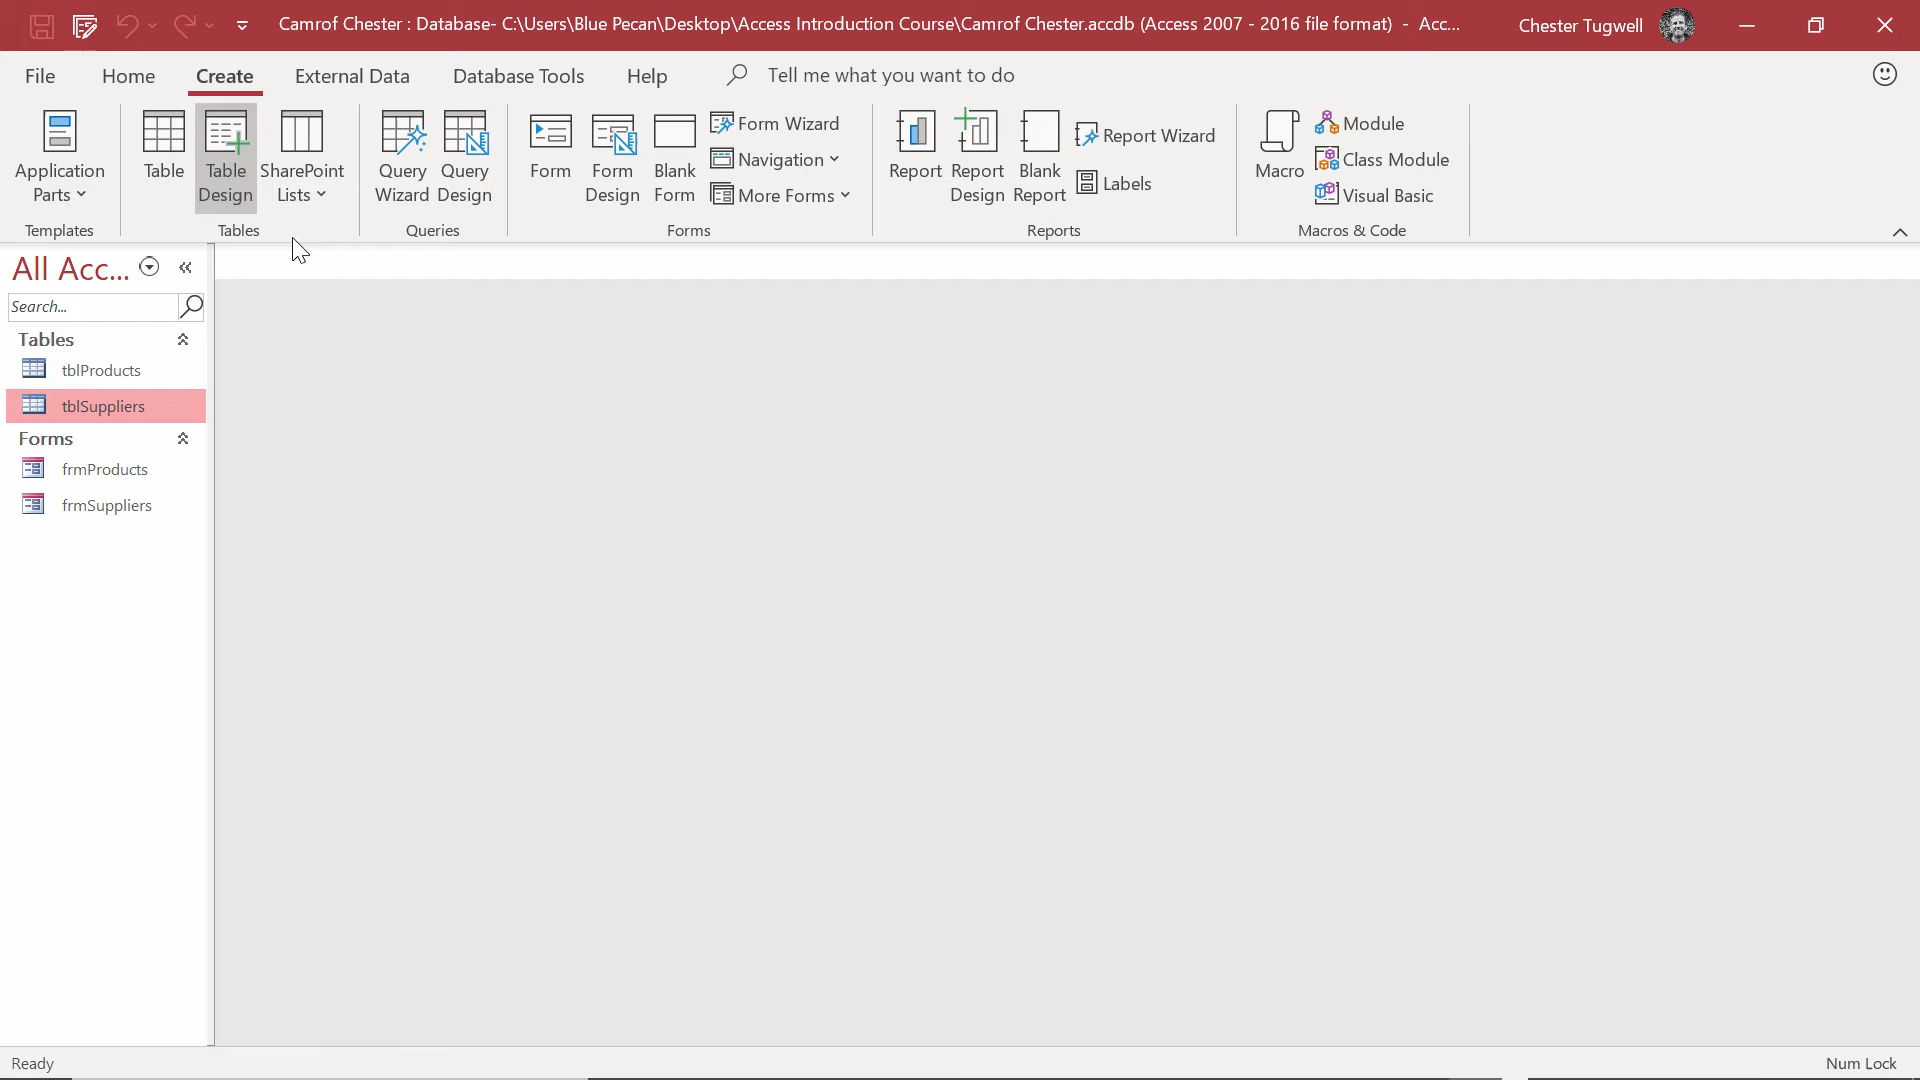 Camrof Chester : Database- C:\Users\Blue Pecan\Desktop\Access Introduction Course\Camrof Chester.accdb (Access 2007 - 2016 file format) - Acc...
Chester Tugwell
File
Home
Create
External Data
Database Tools
Help
Tell me what you want to do
Application
Parts
Templates
Table
Table
Design
SharePoint
Lists
Tables
Query
Wizard
Query
Design
Queries
Form
Form
Design
Blank
Form
Form Wizard
Navigation
More Forms
Forms
Report
Report
Design
Blank
Report
Report Wizard
Labels
Reports
Macro
Module
Class Module
Visual Basic
Macros & Code
All Acc...
Search...
Tables
tblProducts
tblSuppliers
Forms
frmProducts
frmSuppliers
Ready
Num Lock